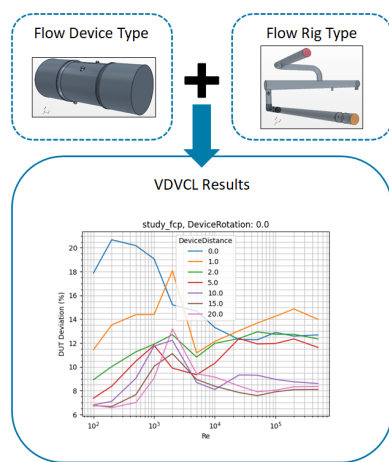 Flow Device Type
Flow Rig Type
VDVCL Results
study_fcp, DeviceRotation: 0.0
DeviceDistance
0.0
1.0
2.0
5.0
10.0
15.0
20.0
DUT Deviation (%)
20
18
16
14
12
10
8
6
10²
10³
10⁴
10⁵
Re